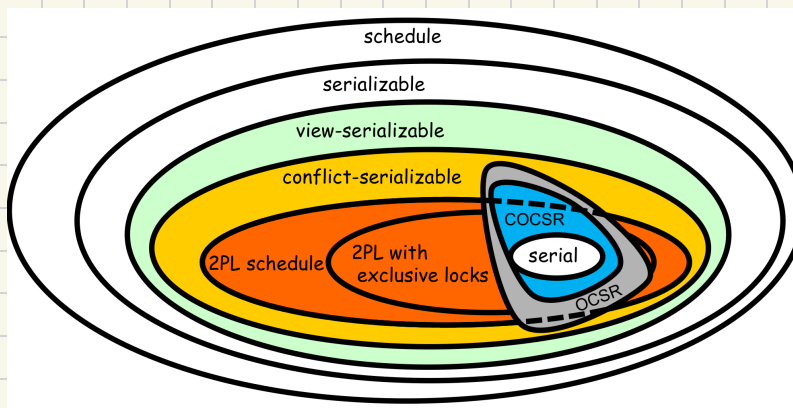 schedule
serializable
view-serializable
conflict-serializable
COCSR
2PL schedule
2PL with
exclusive locks
serial
OCSR